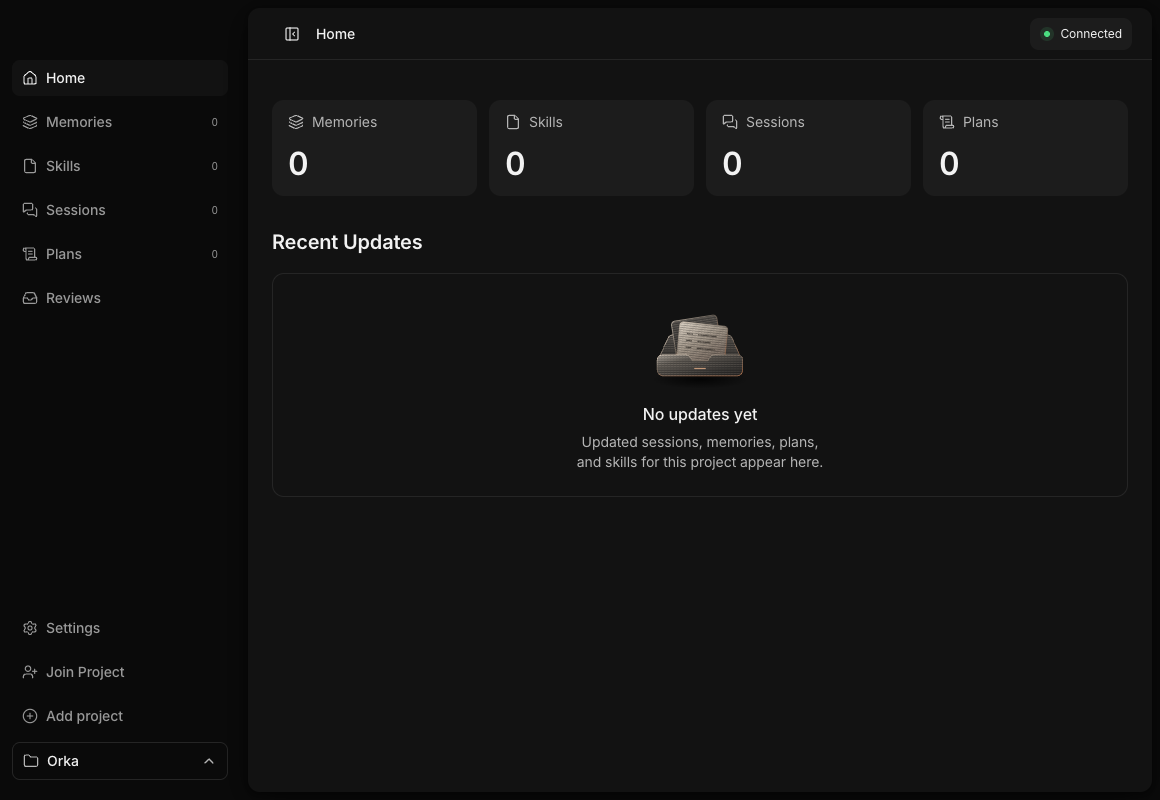 Home
Memories 0
Skills 0
Sessions 0
Plans 0
Reviews
Settings
Join Project
Add project
Orka
Home
Connected
Memories
0
Skills
0
Sessions
0
Plans
0
Recent Updates
No updates yet
Updated sessions, memories, plans,
and skills for this project appear here.